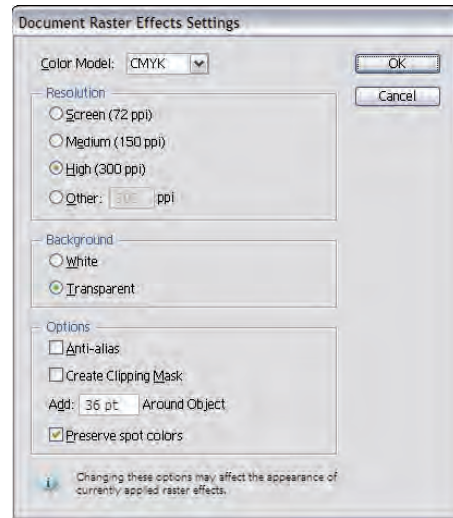 Document Raster Effects Settings
Color Model: CMYK
OK
Cancel
Resolution
Screen (72 ppi)
Medium (150 ppi)
High (300 ppi)
Other: 300 ppi
Background
White
Transparent
Options
Anti-alias
Create Clipping Mask
Add: 36 pt Around Object
Preserve spot colors
Changing these options may affect the appearance of
currently applied raster effects.